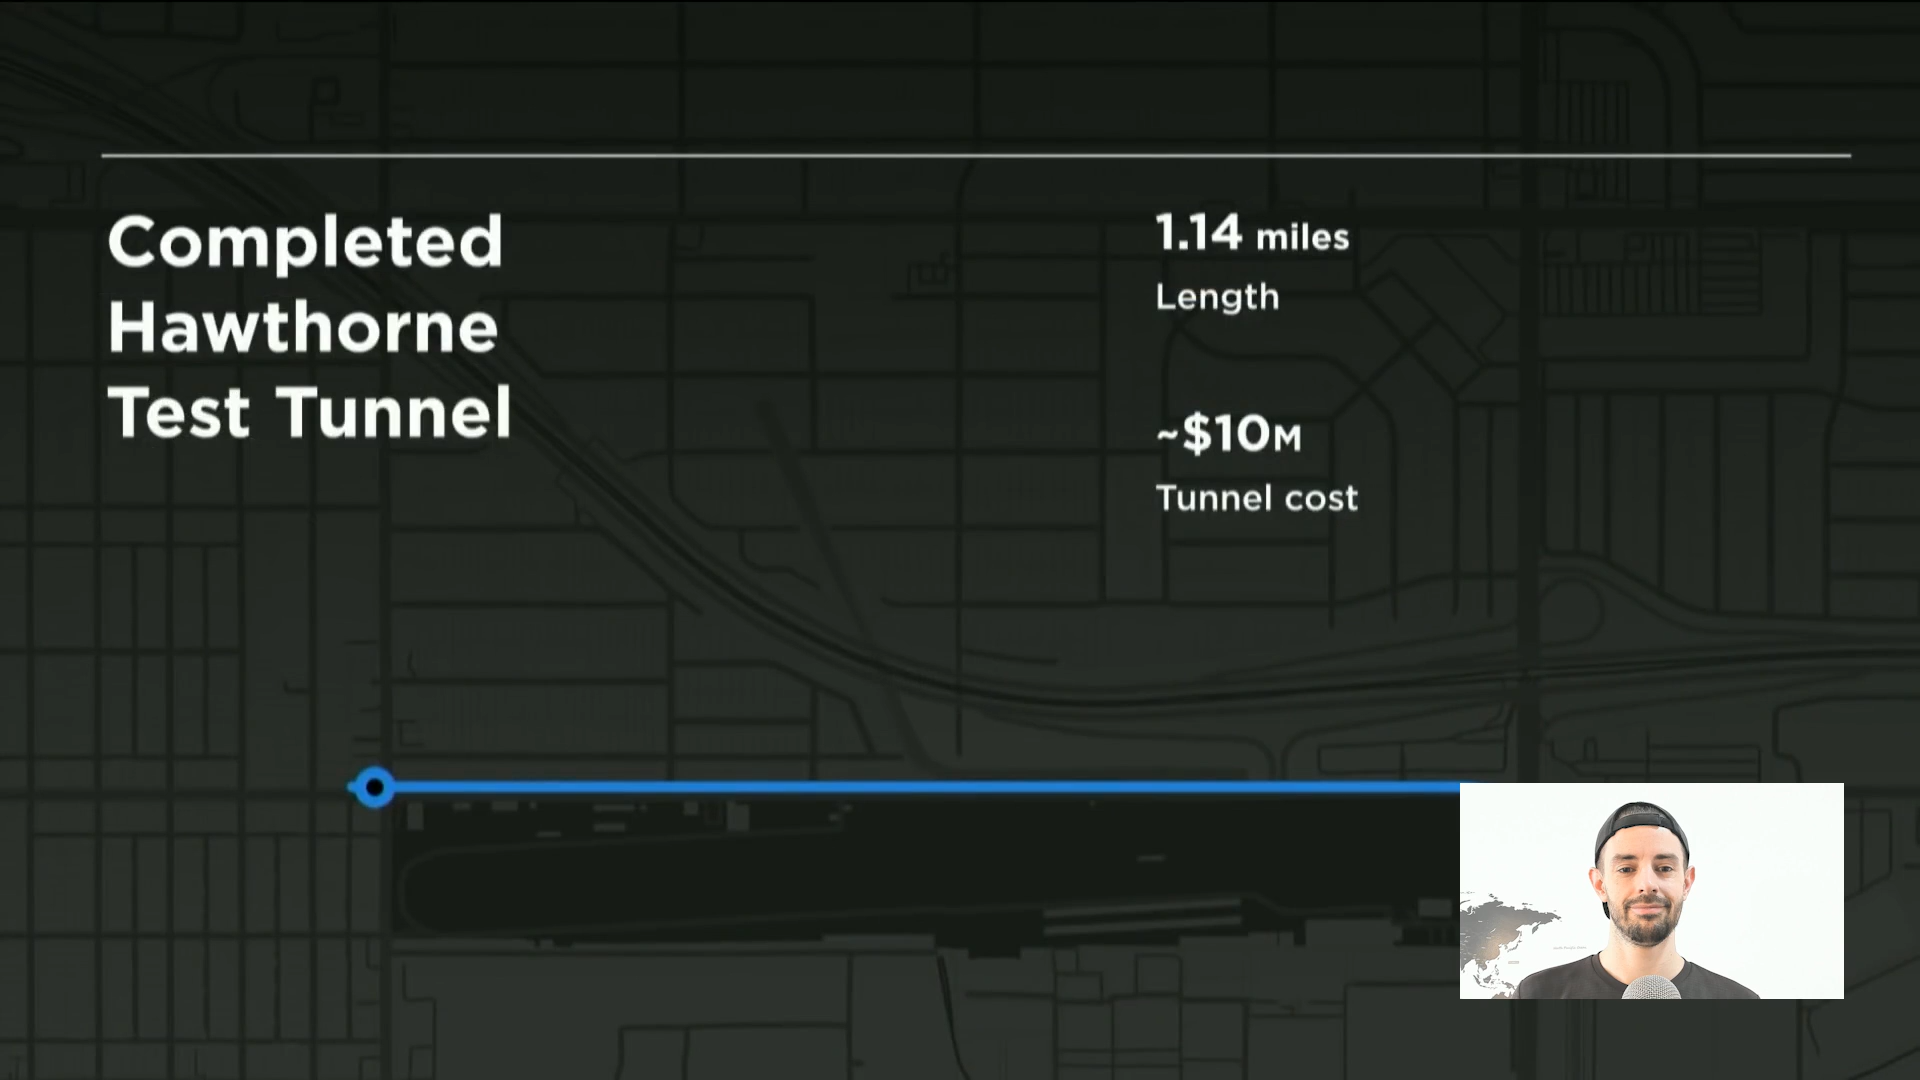 Completed
Hawthorne
Test Tunnel
1.14 miles
Length
~$10M
Tunnel cost